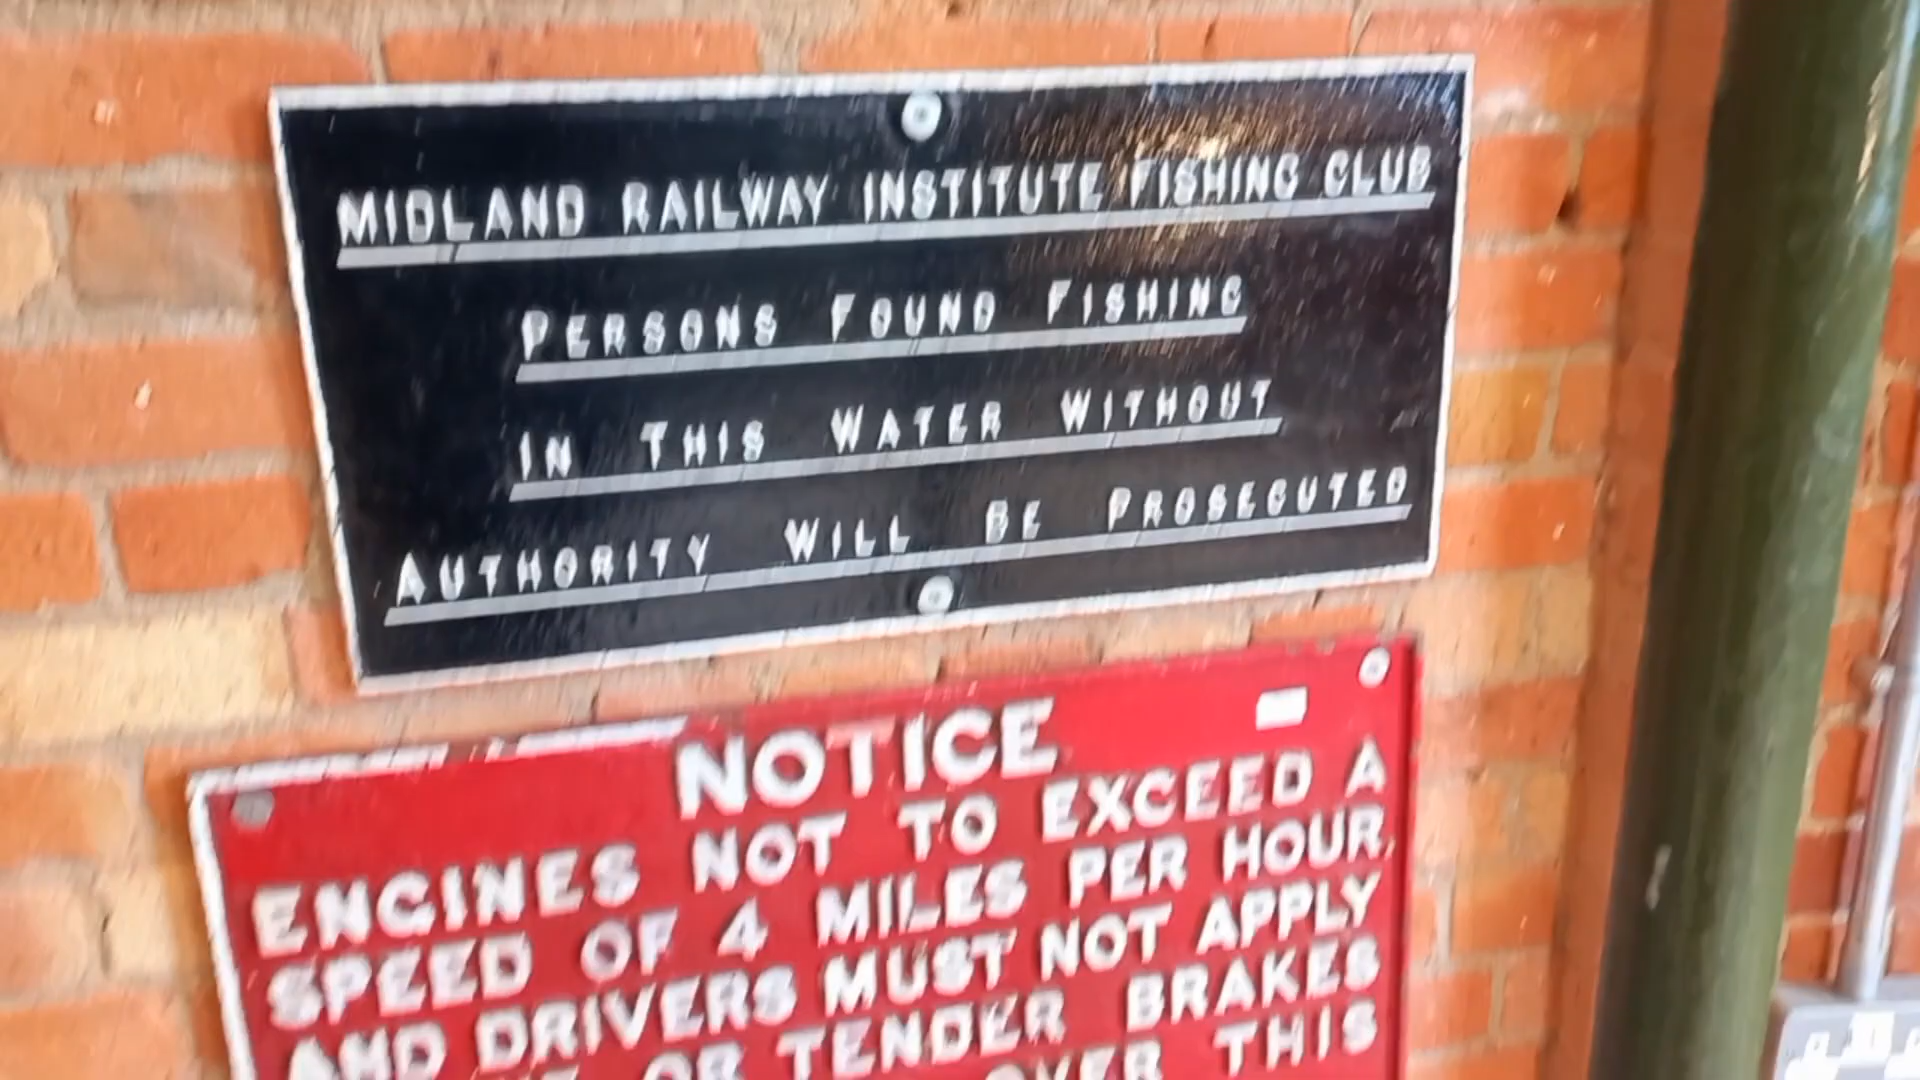 MIDLAND RAILWAY INSTITUTE FISHING CLUB
PERSONS FOUND FISHING
IN THIS WATER WITHOUT
AUTHORITY WILL BE PROSECUTED
NOTICE
ENGINES NOT TO EXCEED A
SPEED OF 4 MILES PER HOUR,
AND DRIVERS MUST NOT APPLY
OR TENDER BRAKES
OVER THIS